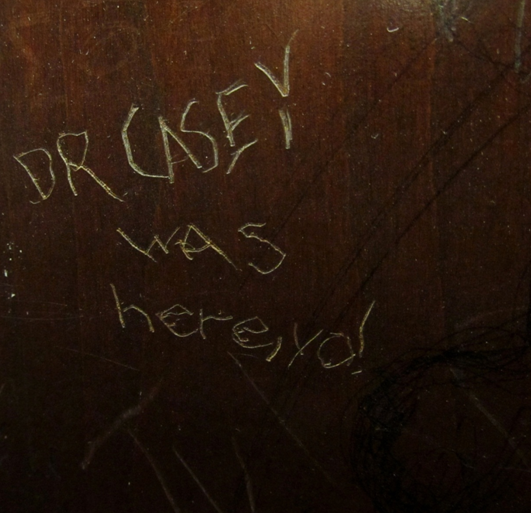 DR CASEY
was
here, yo!